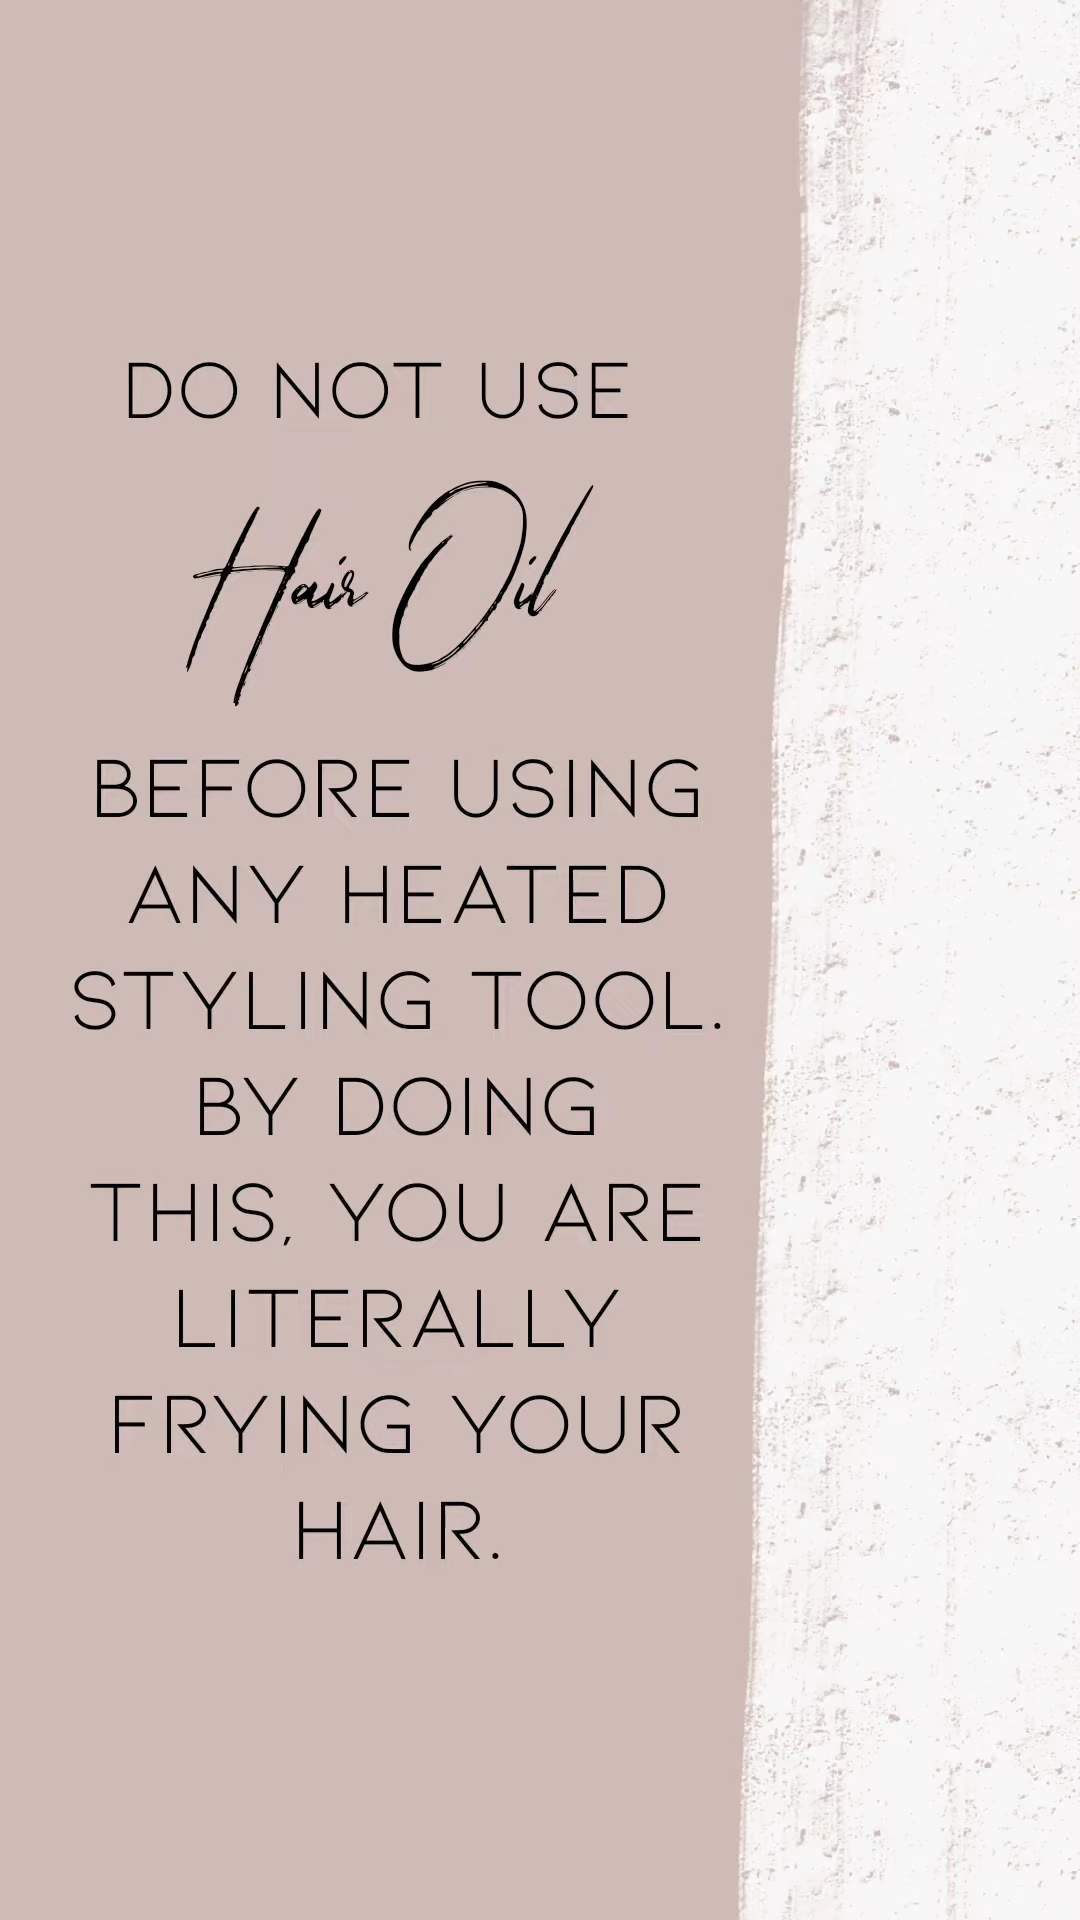 DO NOT USE
Hair Oil
BEFORE USING
ANY HEATED
STYLING TOOL.
BY DOING
THIS, YOU ARE
LITERALLY
FRYING YOUR
HAIR.